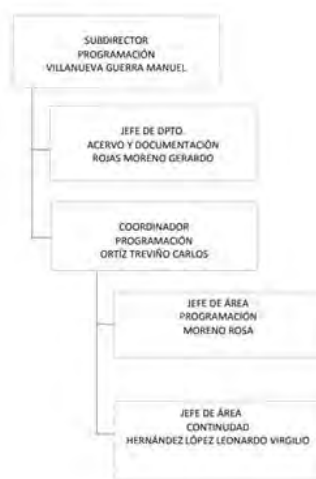 SUBDIRECTOR
PROGRAMACIÓN
VILLANUEVA GUERRA MANUEL
JEFE DE DPTO.
ACERVO Y DOCUMENTACIÓN
ROJAS MORENO GERARDO
COORDINADOR
PROGRAMACIÓN
ORTÍZ TREVIÑO CARLOS
JEFE DE ÁREA
PROGRAMACIÓN
MORENO ROSA
JEFE DE ÁREA
CONTINUDAD
HERNÁNDEZ LÓPEZ LEONARDO VIRGILIO